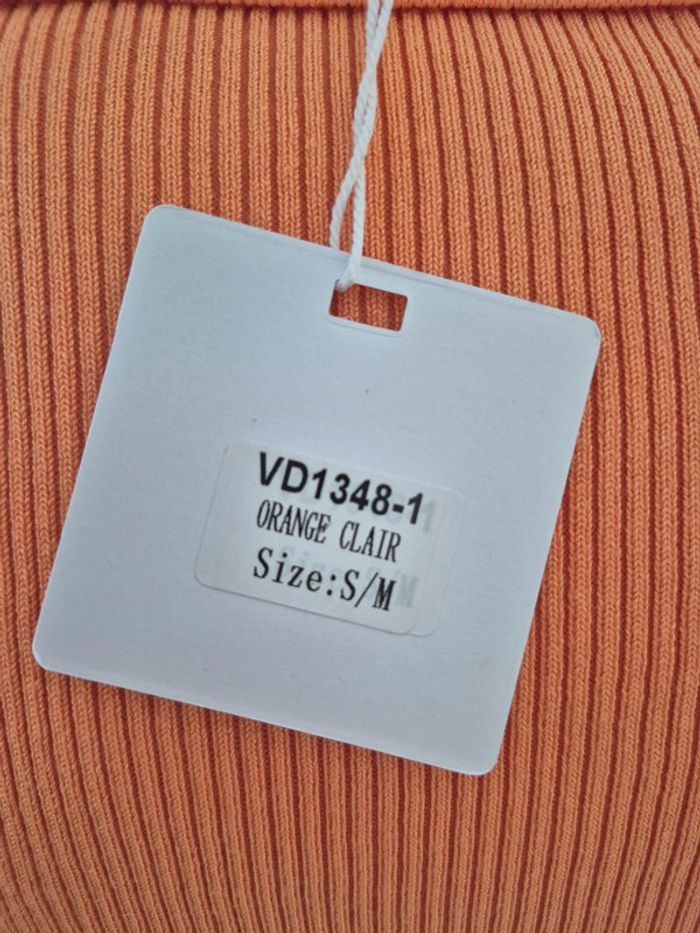 VD1348-1
ORANGE CLAIR
Size:S/M